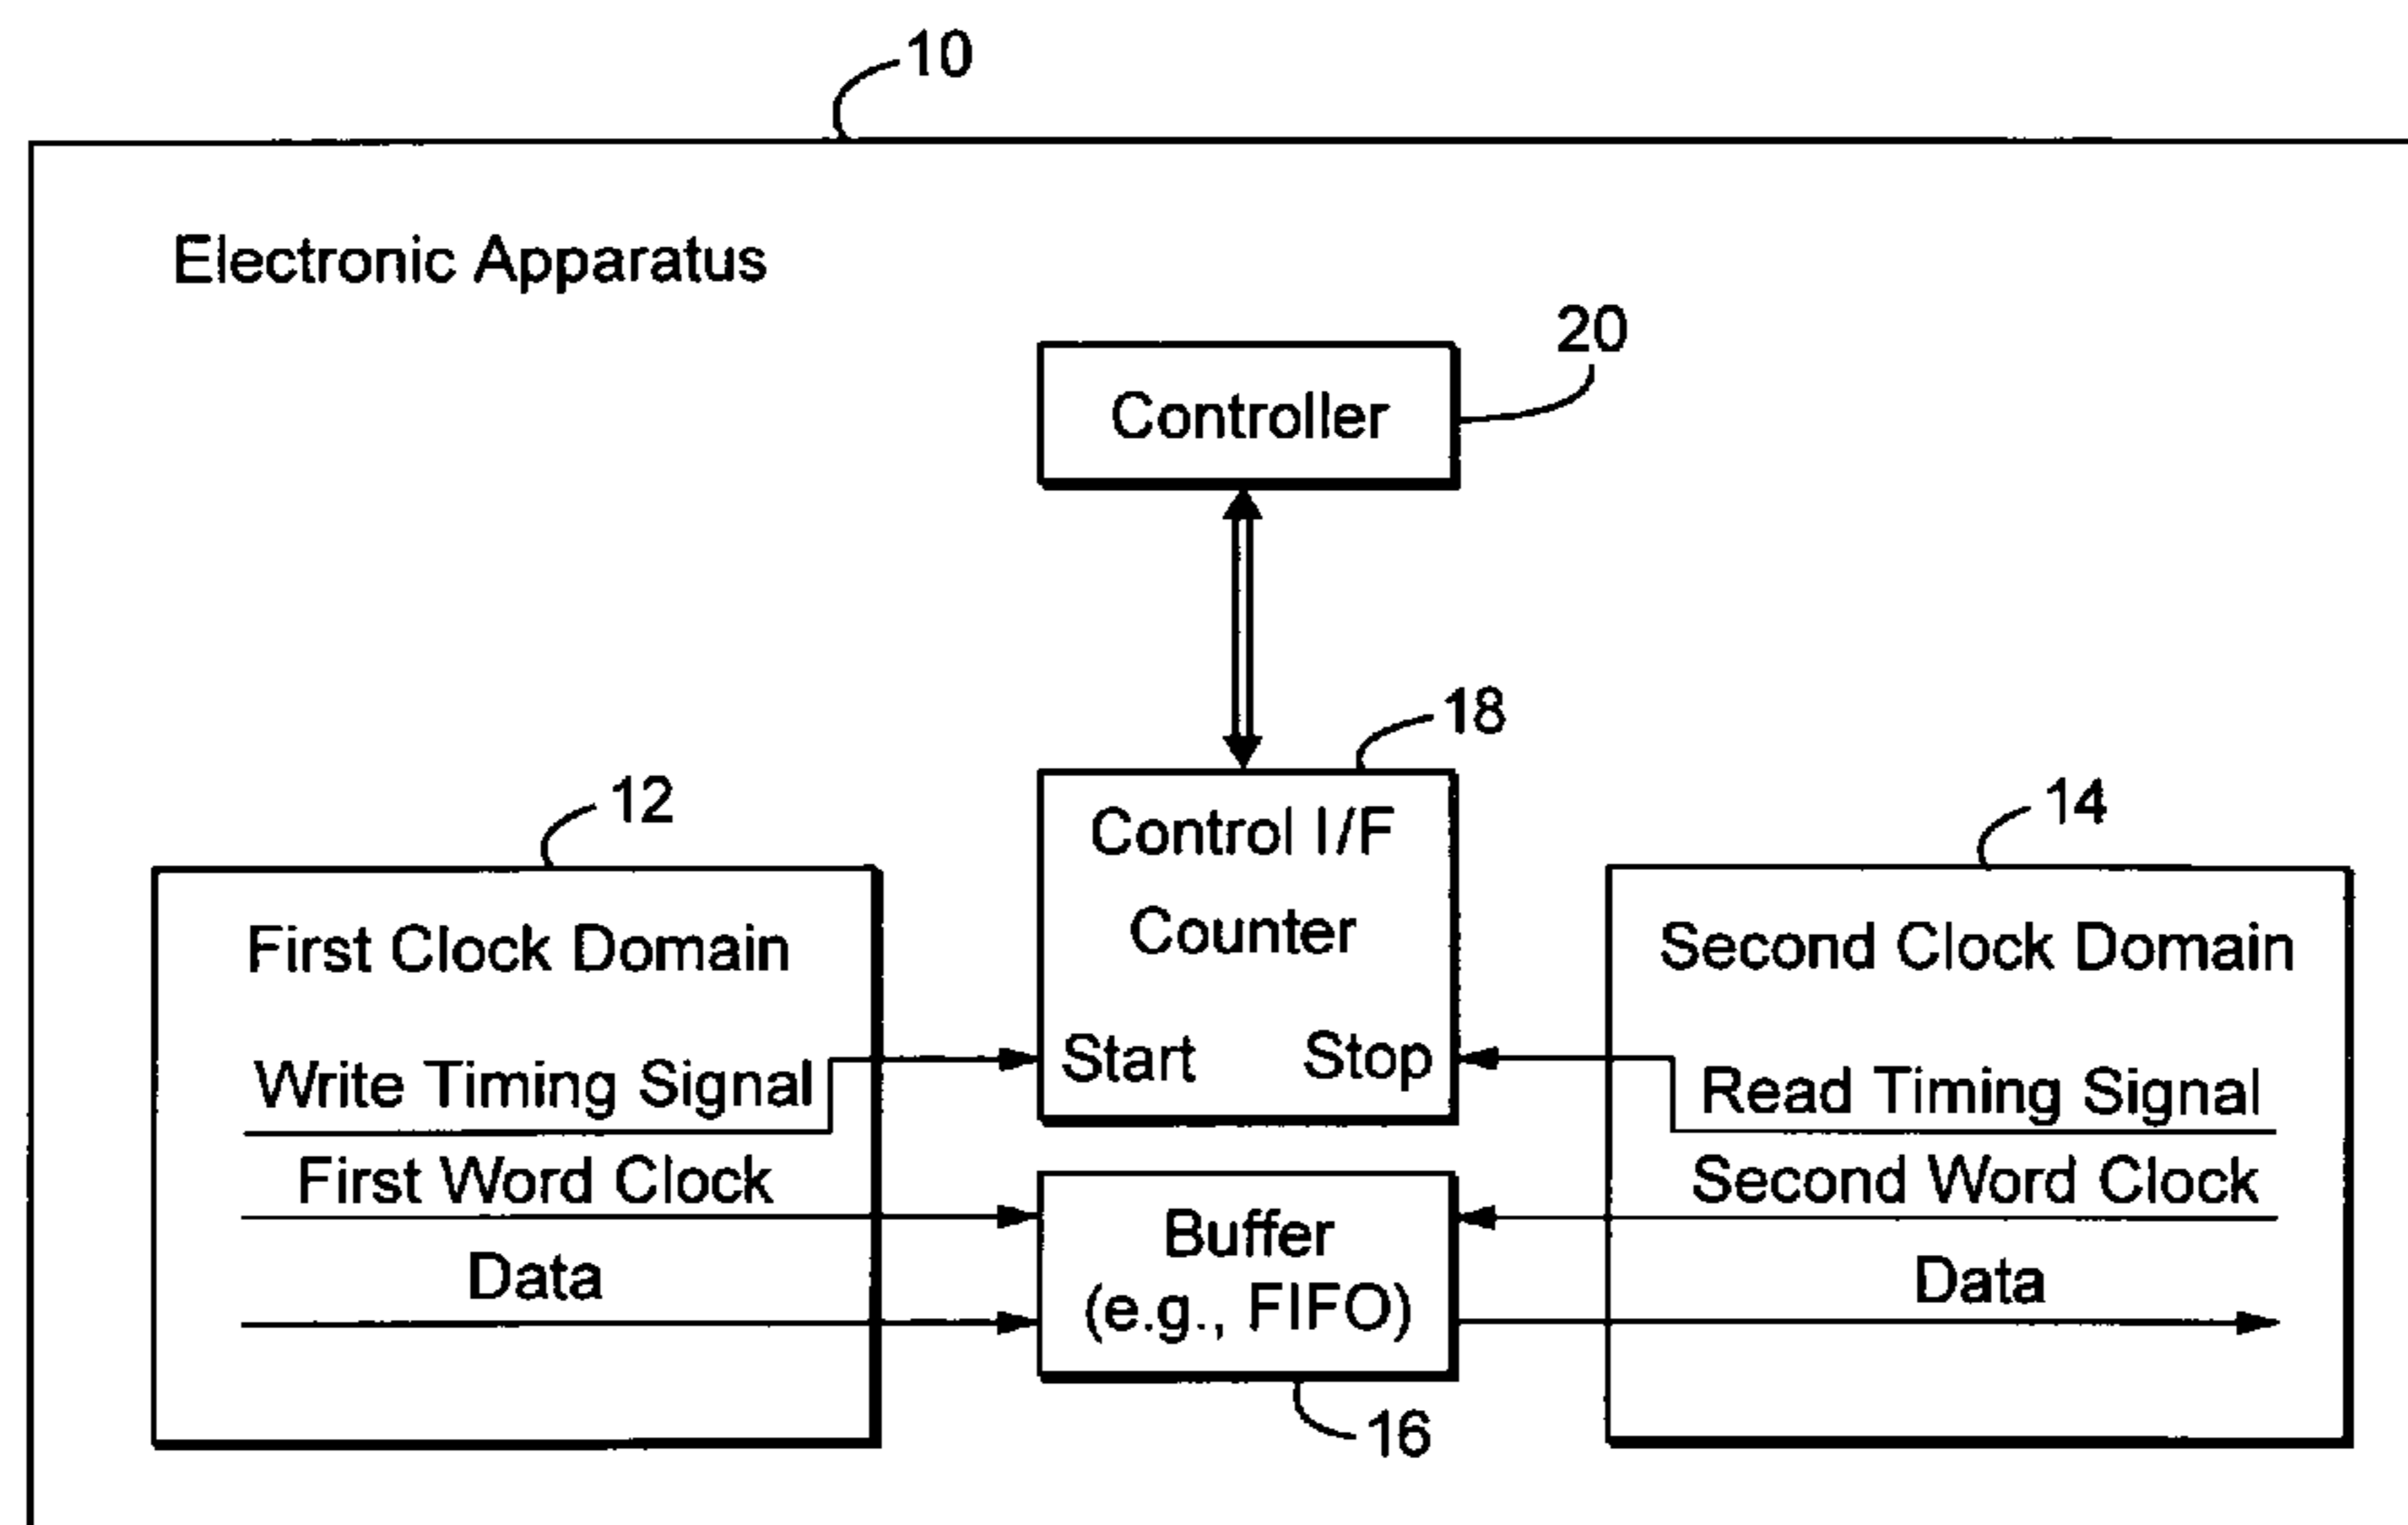 10
Electronic Apparatus
20
Controller
18
12
Control I/F
14
Counter
First Clock Domain
Second Clock Domain
Start
Stop
Write Timing Signal
Read Timing Signal
First Word Clock
Second Word Clock
Buffer
Data
Data
(e.g., FIFO)
16